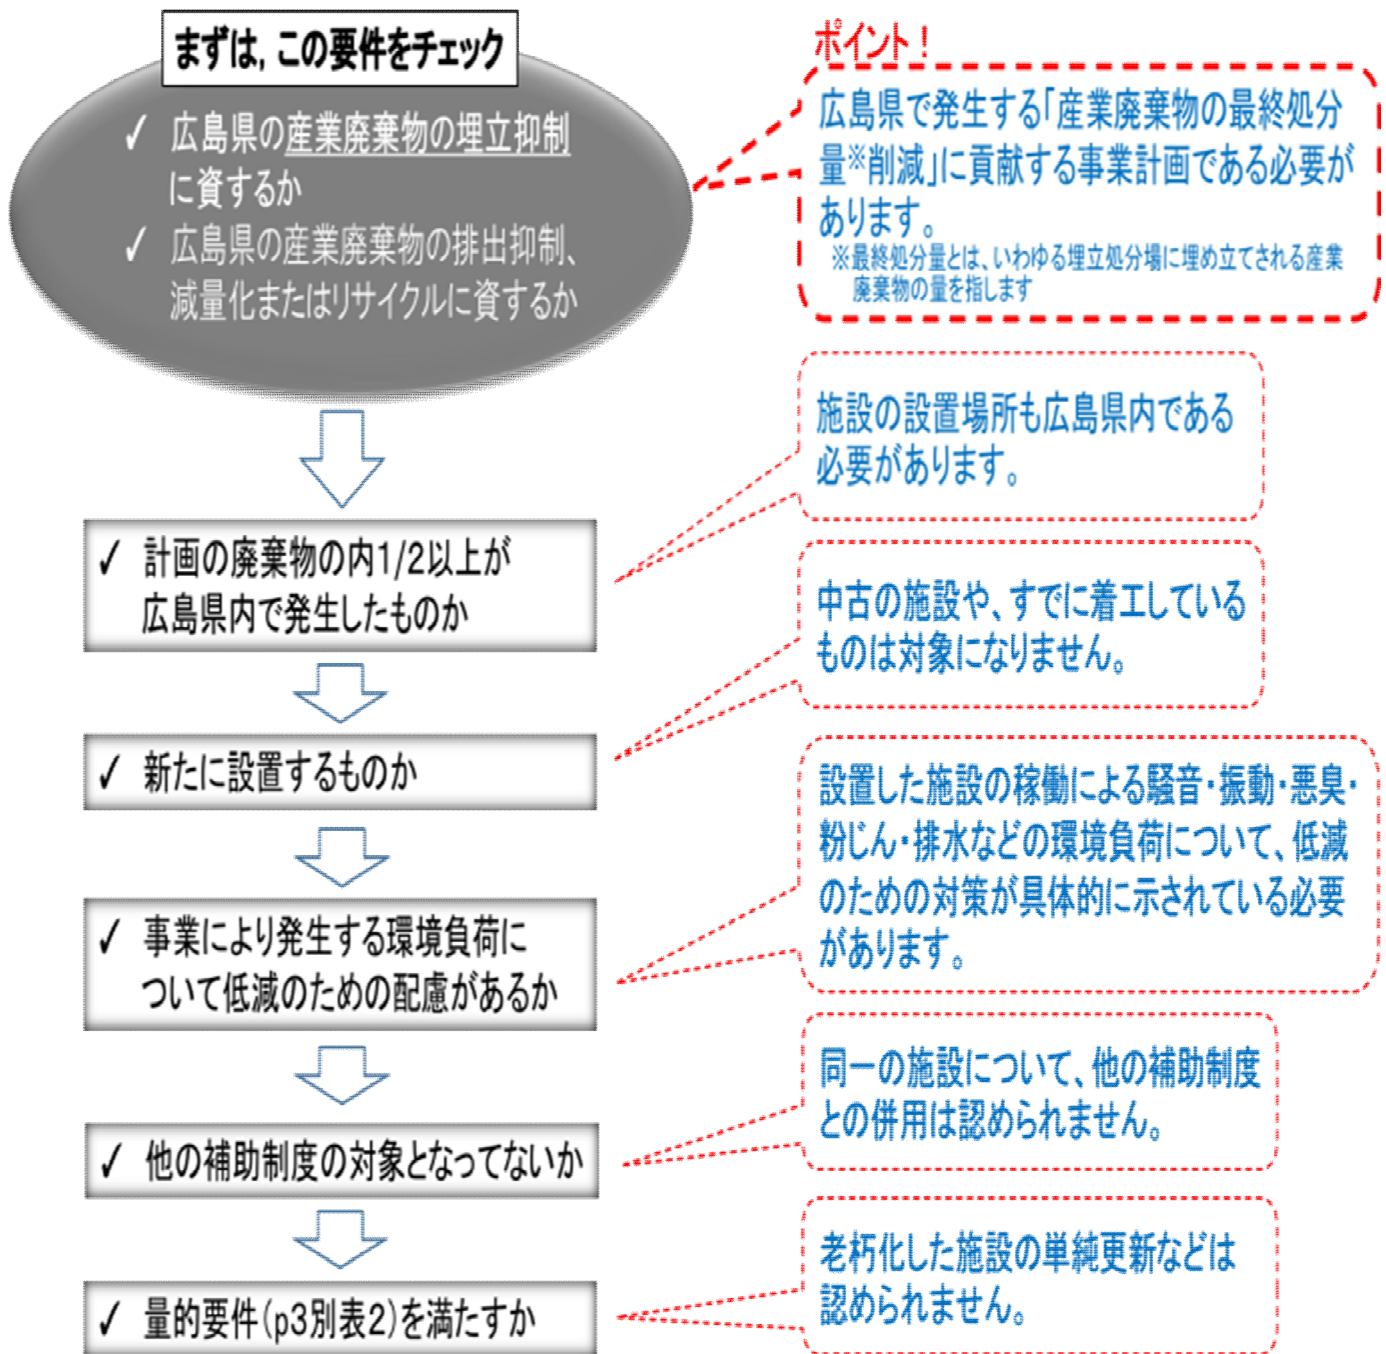 まずは，この要件をチェック
✓ 広島県の産業廃棄物の埋立抑制
に資するか
✓ 広島県の産業廃棄物の排出抑制、
減量化またはリサイクルに資するか
ポイント！
広島県で発生する「産業廃棄物の最終処分
量※削減」に貢献する事業計画である必要が
あります。
※最終処分量とは、いわゆる埋立処分場に埋め立てされる産業
廃棄物の量を指します
✓ 計画の廃棄物の内1/2以上が
広島県内で発生したものか
施設の設置場所も広島県内である
必要があります。
✓ 新たに設置するものか
中古の施設や、すでに着工している
ものは対象になりません。
✓ 事業により発生する環境負荷に
ついて低減のための配慮があるか
設置した施設の稼働による騒音・振動・悪臭・
粉じん・排水などの環境負荷について、低減
のための対策が具体的に示されている必要
があります。
✓ 他の補助制度の対象となってないか
同一の施設について、他の補助制度
との併用は認められません。
✓ 量的要件（p3別表2）を満たすか
老朽化した施設の単純更新などは
認められません。